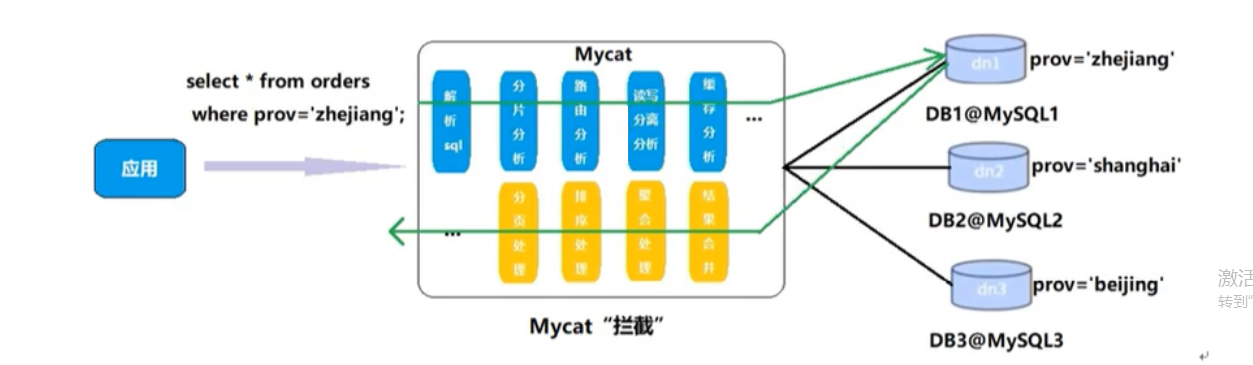 Mycat
select * from orders
where prov='zhejiang';
应用
解析sql
分片分析
路由分析
读写分离分析
缓存分析
...
...
分页处理
排序处理
聚合处理
结果合并
Mycat“拦截”
dn1
prov='zhejiang'
DB1@MySQL1
dn2
prov='shanghai'
DB2@MySQL2
dn3
prov='beijing'
DB3@MySQL3
激活
转到"